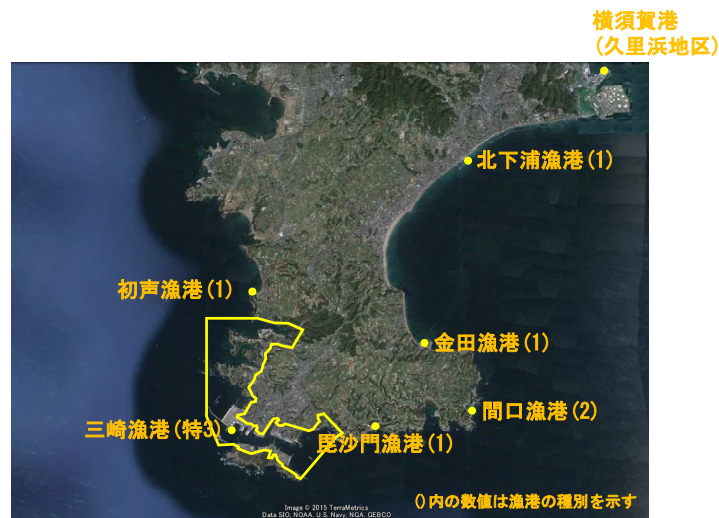 横須賀港
(久里浜地区)
北下浦漁港(1)
初声漁港(1)
金田漁港(1)
間口漁港(2)
三崎漁港(特3)
毘沙門漁港(1)
()内の数値は漁港の種別を示す
Image © 2015 TerraMetrics
Data SIO, NOAA, U.S. Navy, NGA, GEBCO